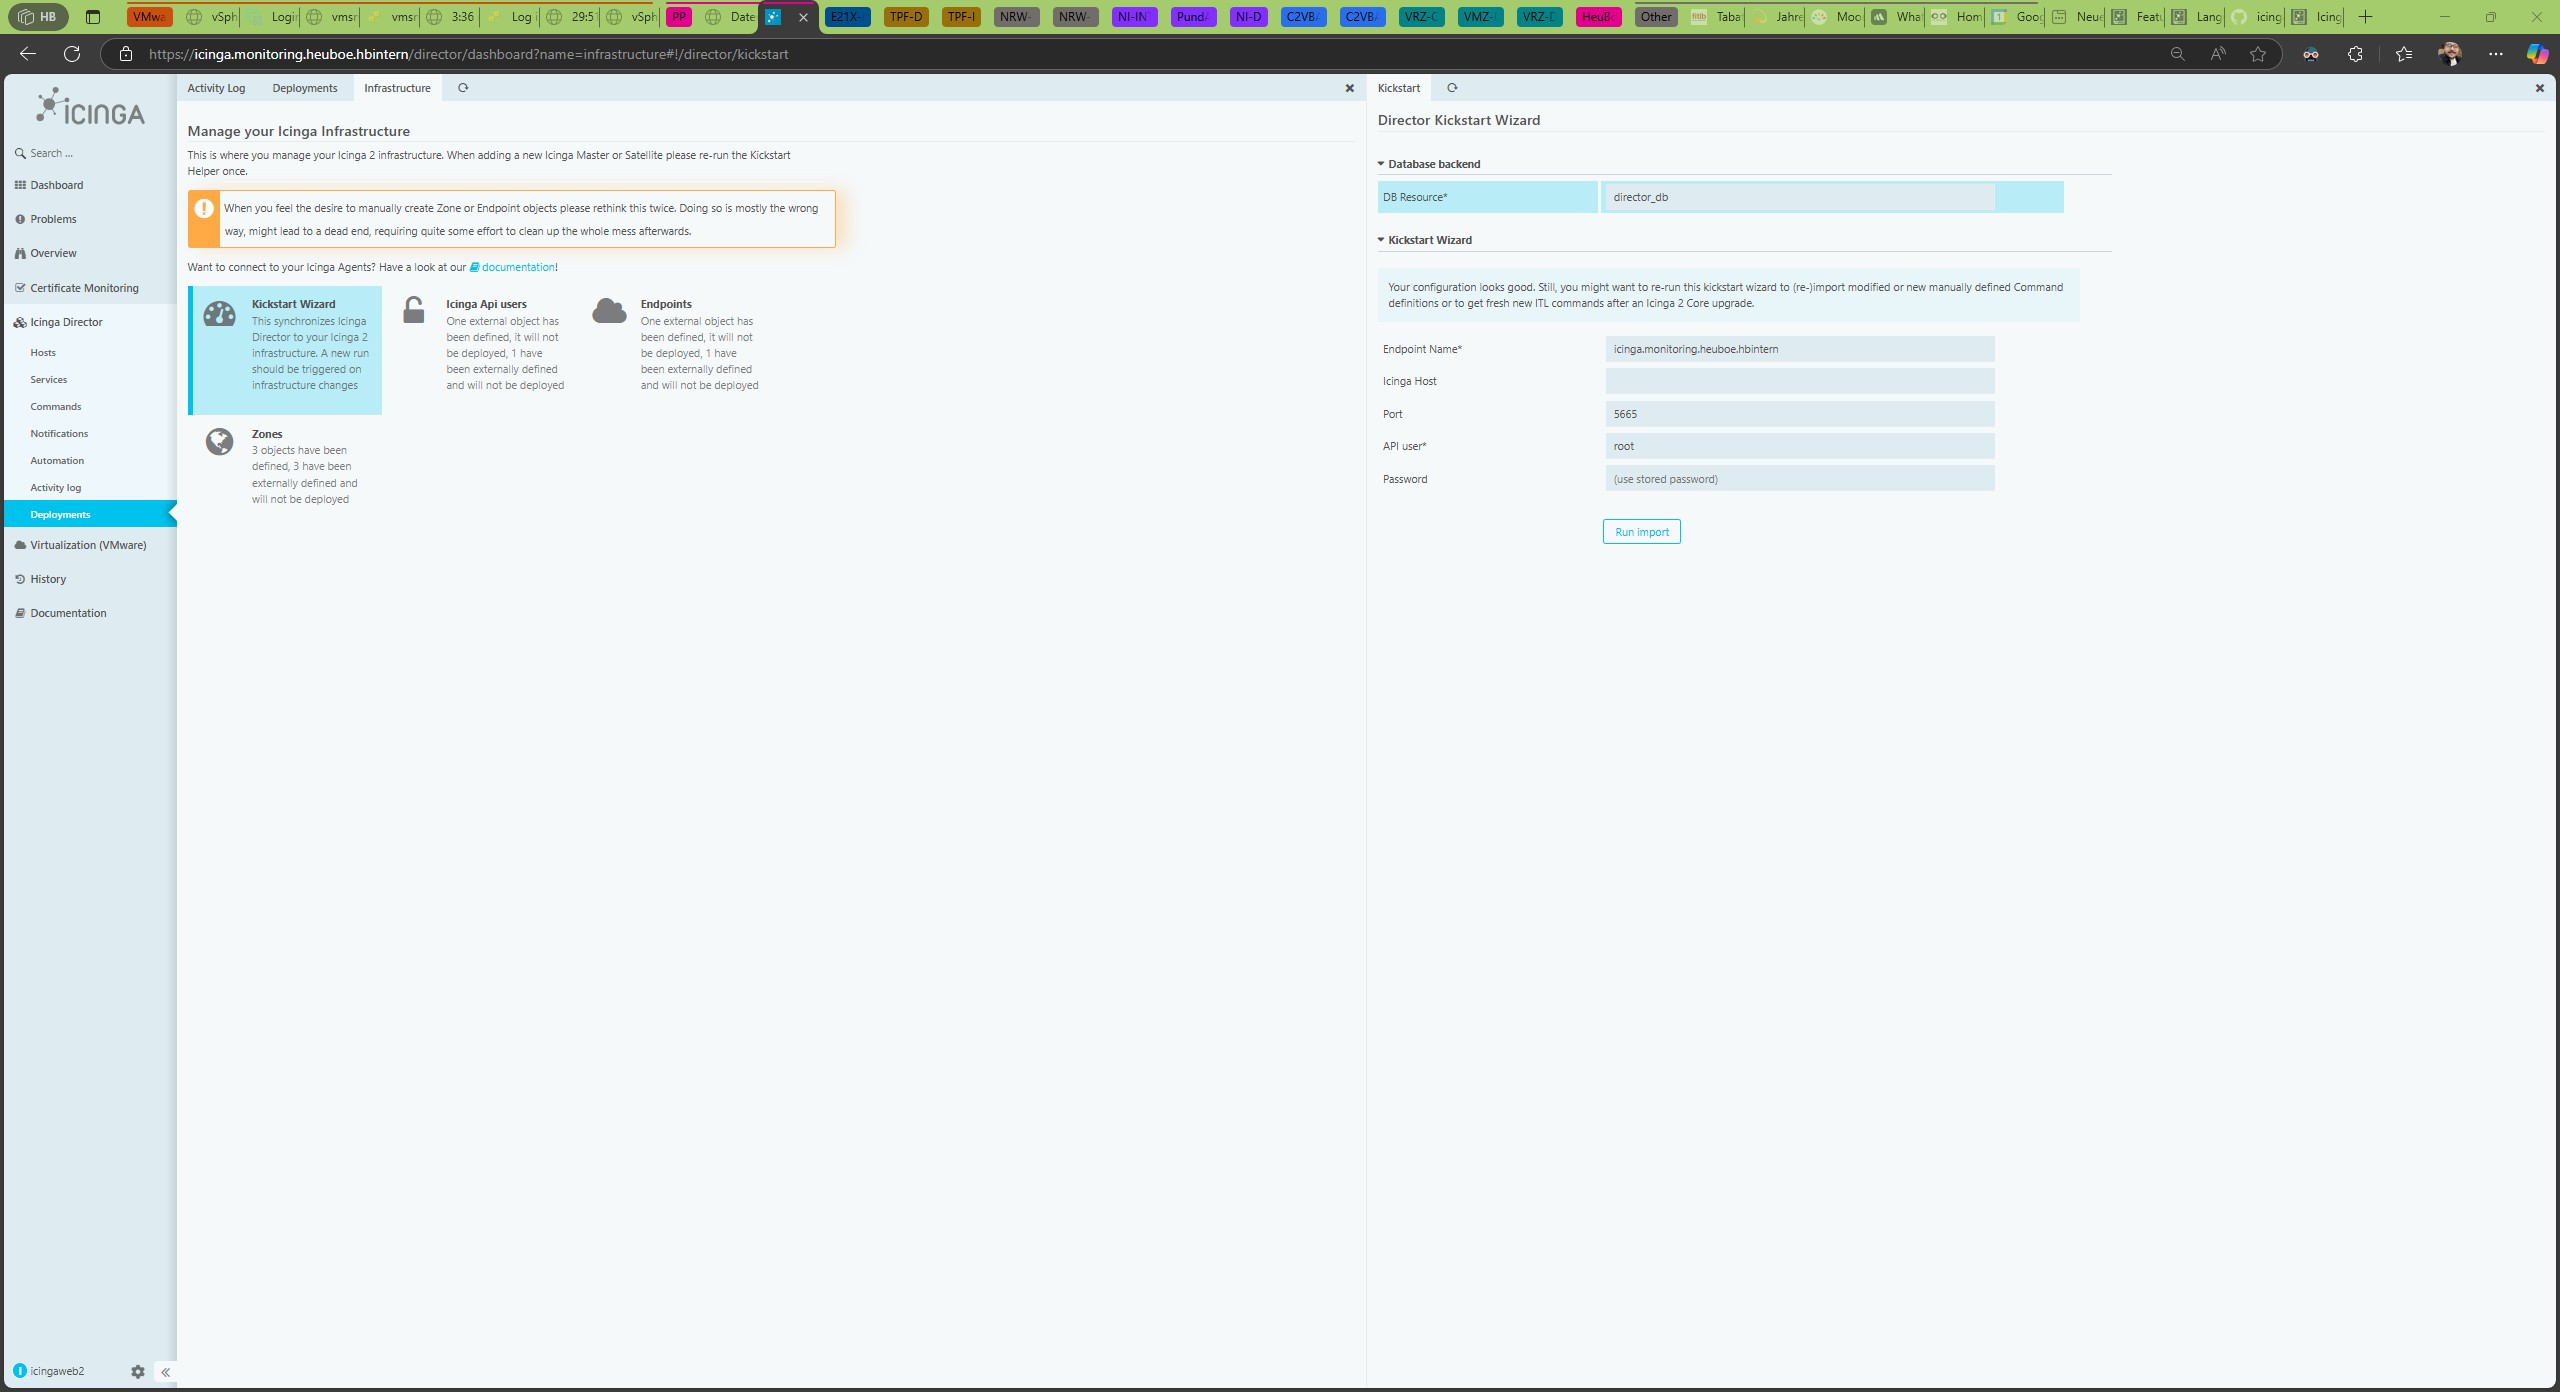 HB
VMwa
vSph
Login
vmsr
vmsr
3:36
Log i
29:51
vSph
PP
Date
E21X-
TPF-D
TPF-I
NRW-
NRW-
NI-INT
PundA
NI-D
C2VBA
C2VBA
VRZ-C
VMZ-
VRZ-D
HeuBo
Other
Taba
Jahre
Moo
What
Hom
Goog
Neue
Featu
Lang
icing
Icing
https://icinga.monitoring.heuboe.hbintern/director/dashboard?name=infrastructure#!/director/kickstart
ICINGA
Search ...
Dashboard
Problems
Overview
Certificate Monitoring
Icinga Director
Hosts
Services
Commands
Notifications
Automation
Activity log
Deployments
Virtualization (VMware)
History
Documentation
icingaweb2
Activity Log
Deployments
Infrastructure
Manage your Icinga Infrastructure
This is where you manage your Icinga 2 infrastructure. When adding a new Icinga Master or Satellite please re-run the Kickstart
Helper once.
When you feel the desire to manually create Zone or Endpoint objects please rethink this twice. Doing so is mostly the wrong
way, might lead to a dead end, requiring quite some effort to clean up the whole mess afterwards.
Want to connect to your Icinga Agents? Have a look at our documentation!
Kickstart Wizard
This synchronizes Icinga
Director to your Icinga 2
infrastructure. A new run
should be triggered on
infrastructure changes
Icinga Api users
One external object has
been defined, it will not
be deployed, 1 have
been externally defined
and will not be deployed
Endpoints
One external object has
been defined, it will not
be deployed, 1 have
been externally defined
and will not be deployed
Zones
3 objects have been
defined, 3 have been
externally defined and
will not be deployed
Kickstart
Director Kickstart Wizard
Database backend
DB Resource*
director_db
Kickstart Wizard
Your configuration looks good. Still, you might want to re-run this kickstart wizard to (re-)import modified or new manually defined Command
definitions or to get fresh new ITL commands after an Icinga 2 Core upgrade.
Endpoint Name*
icinga.monitoring.heuboe.hbintern
Icinga Host
Port
5665
API user*
root
Password
(use stored password)
Run import